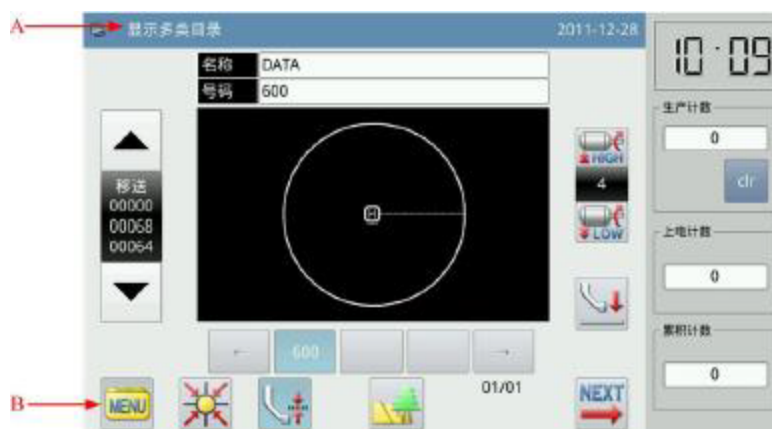 A
显示多类目录
2011-12-28
10:09
名称 DATA
号码 600
移送
00000
00068
00064
HIGH
4
LOW
生产计数
0
clr
上电计数
0
累积计数
0
← 600 →
01/01
B
MENU
NEXT